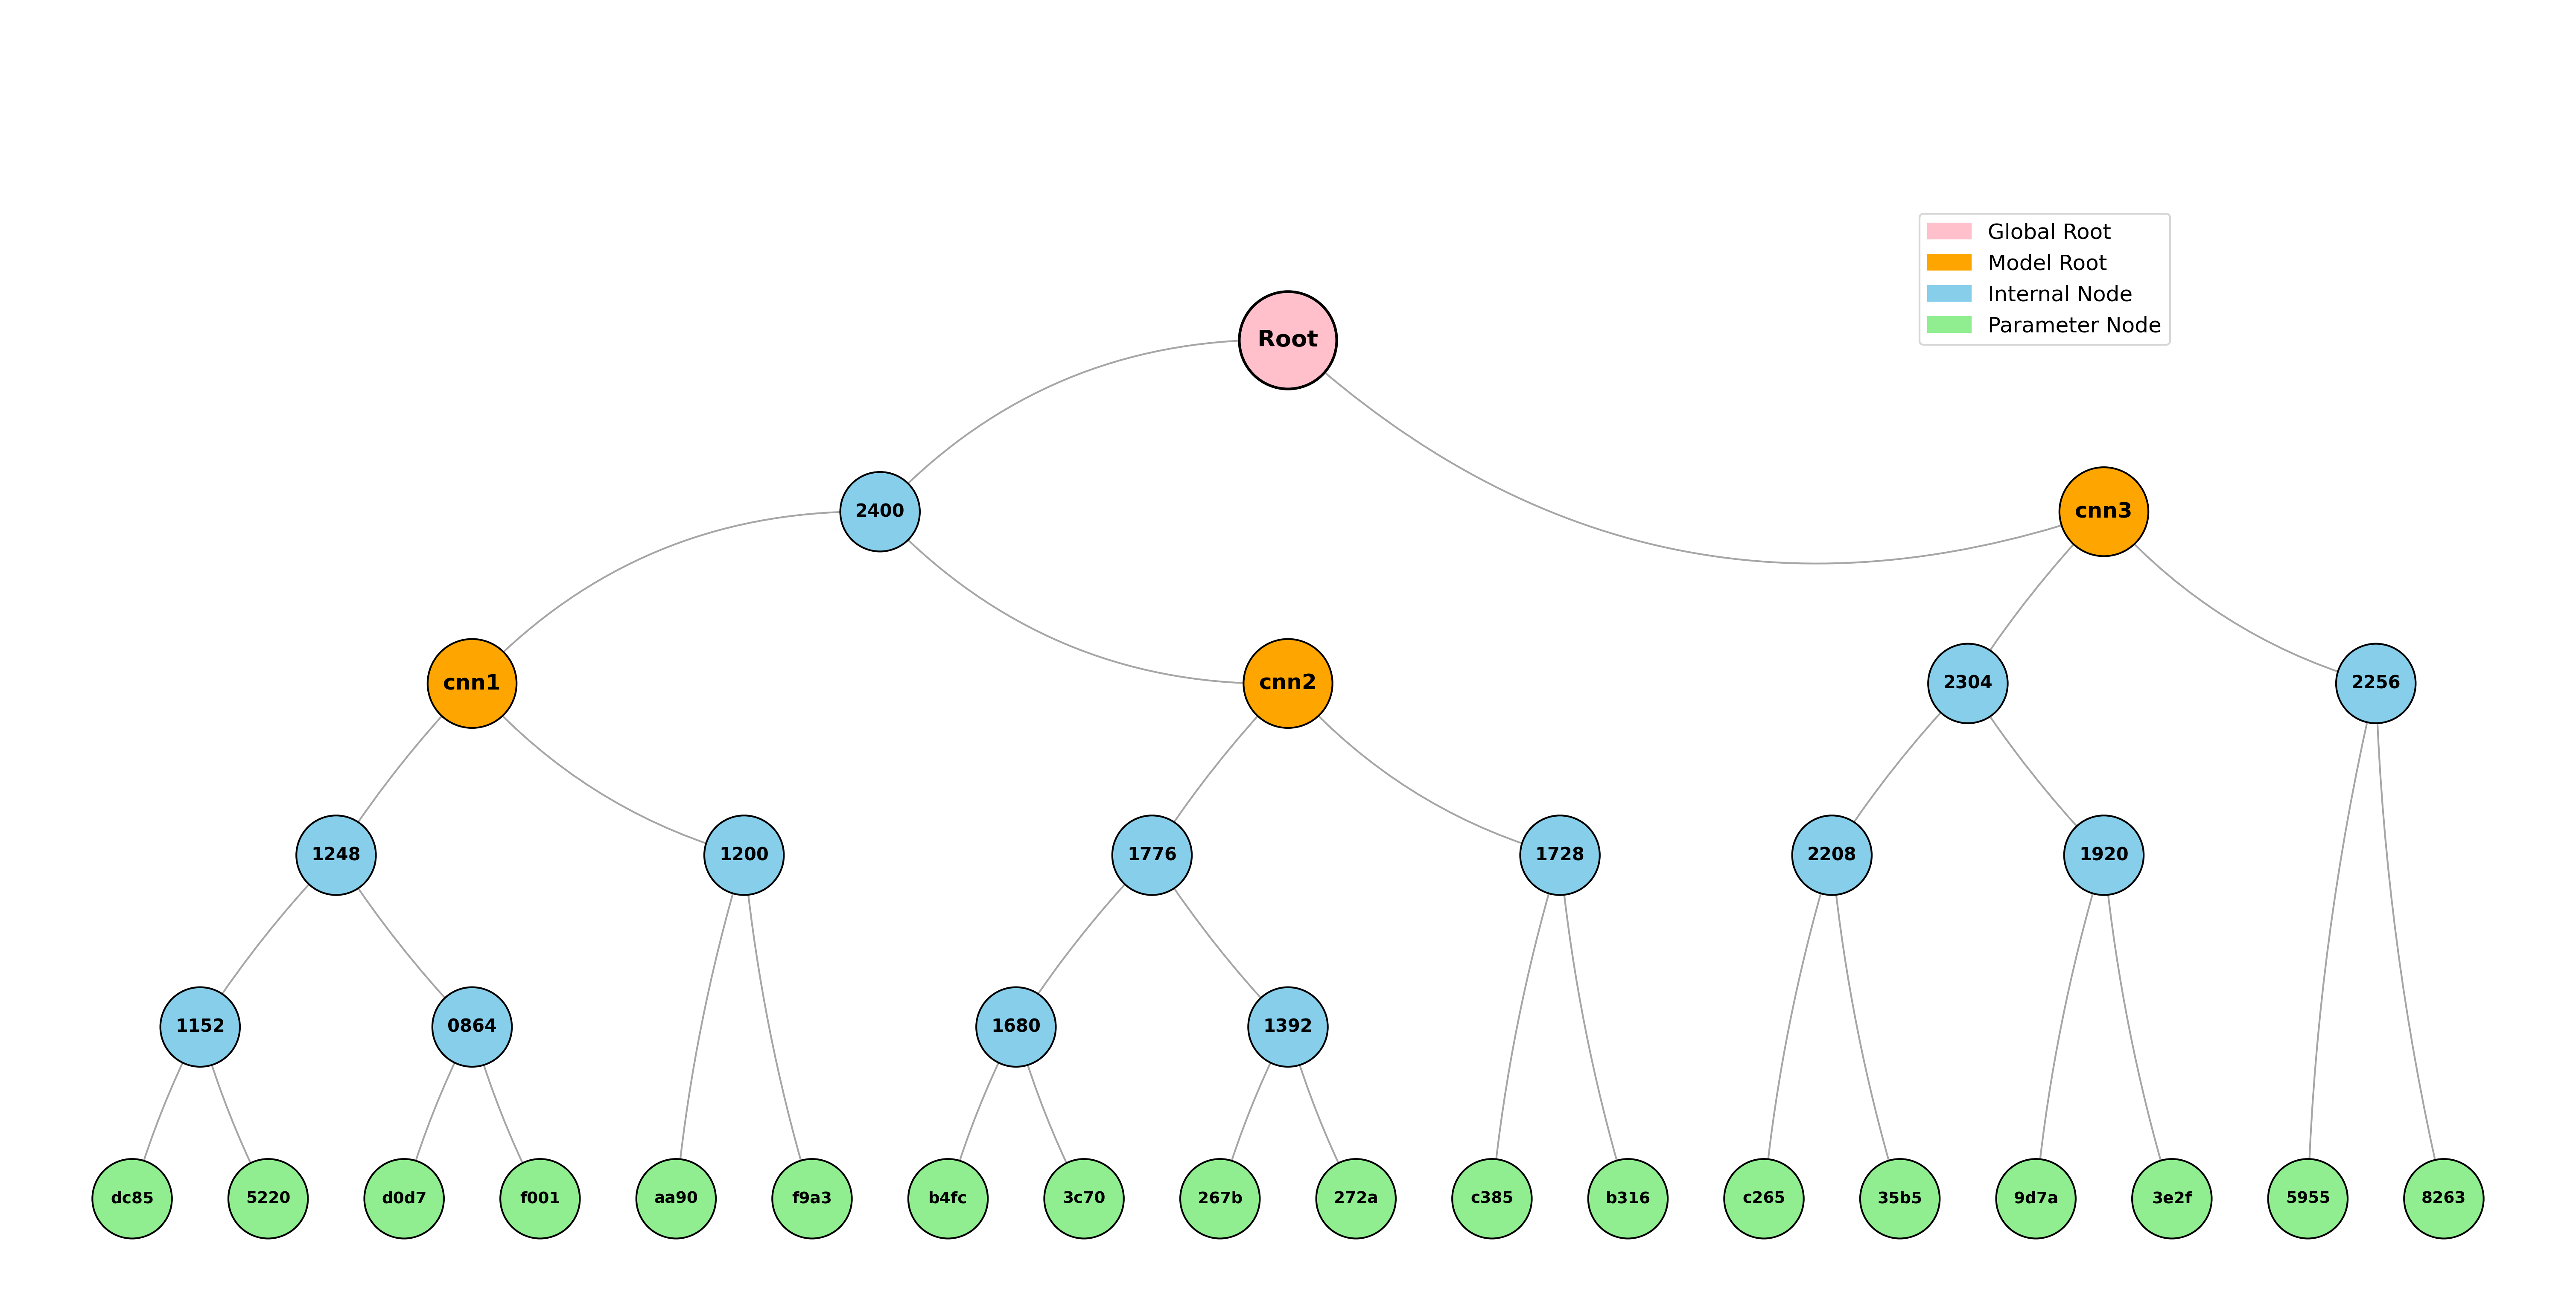 Global Root
Model Root
Internal Node
Parameter Node
Root
2400
cnn3
cnn1
cnn2
2304
2256
1248
1200
1776
1728
2208
1920
1152
0864
1680
1392
dc85
5220
d0d7
f001
aa90
f9a3
b4fc
3c70
267b
272a
c385
b316
c265
35b5
9d7a
3e2f
5955
8263